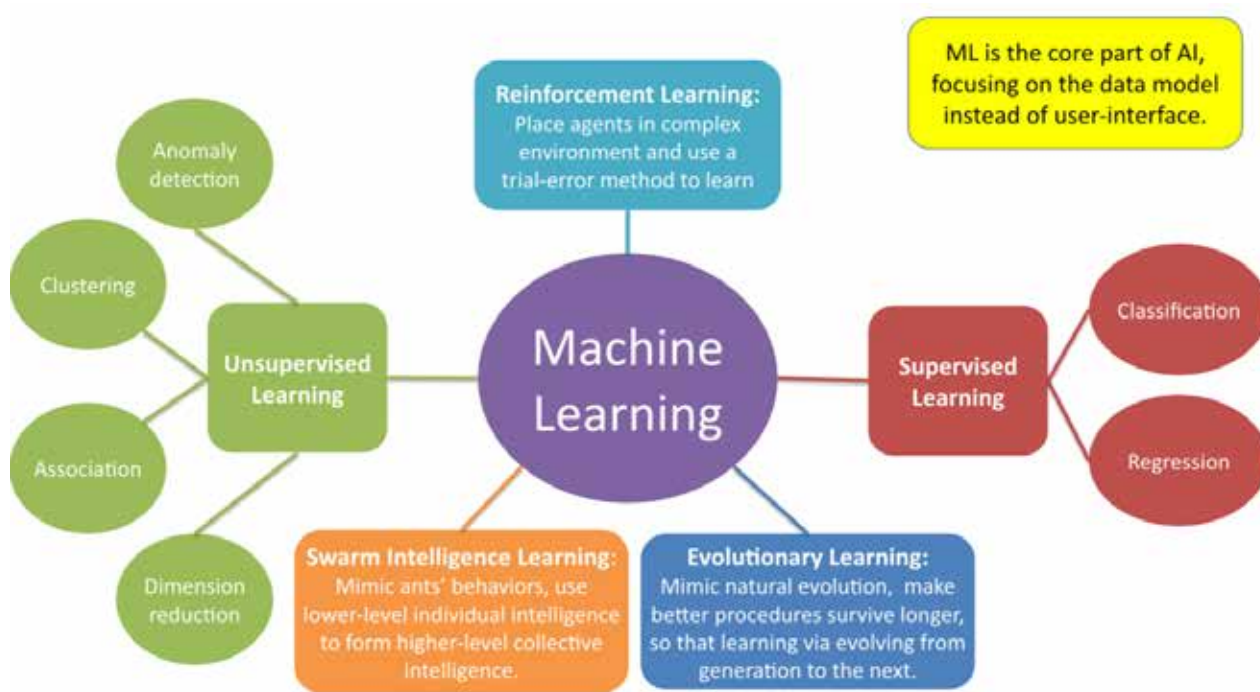 ML is the core part of AI,
focusing on the data model
instead of user-interface.
Reinforcement Learning:
Place agents in complex
environment and use a
trial-error method to learn
Anomaly
detection
Clustering
Unsupervised
Learning
Association
Dimension
reduction
Machine
Learning
Supervised
Learning
Classification
Regression
Swarm Intelligence Learning:
Mimic ants' behaviors, use
lower-level individual intelligence
to form higher-level collective
intelligence.
Evolutionary Learning:
Mimic natural evolution, make
better procedures survive longer,
so that learning via evolving from
generation to the next.